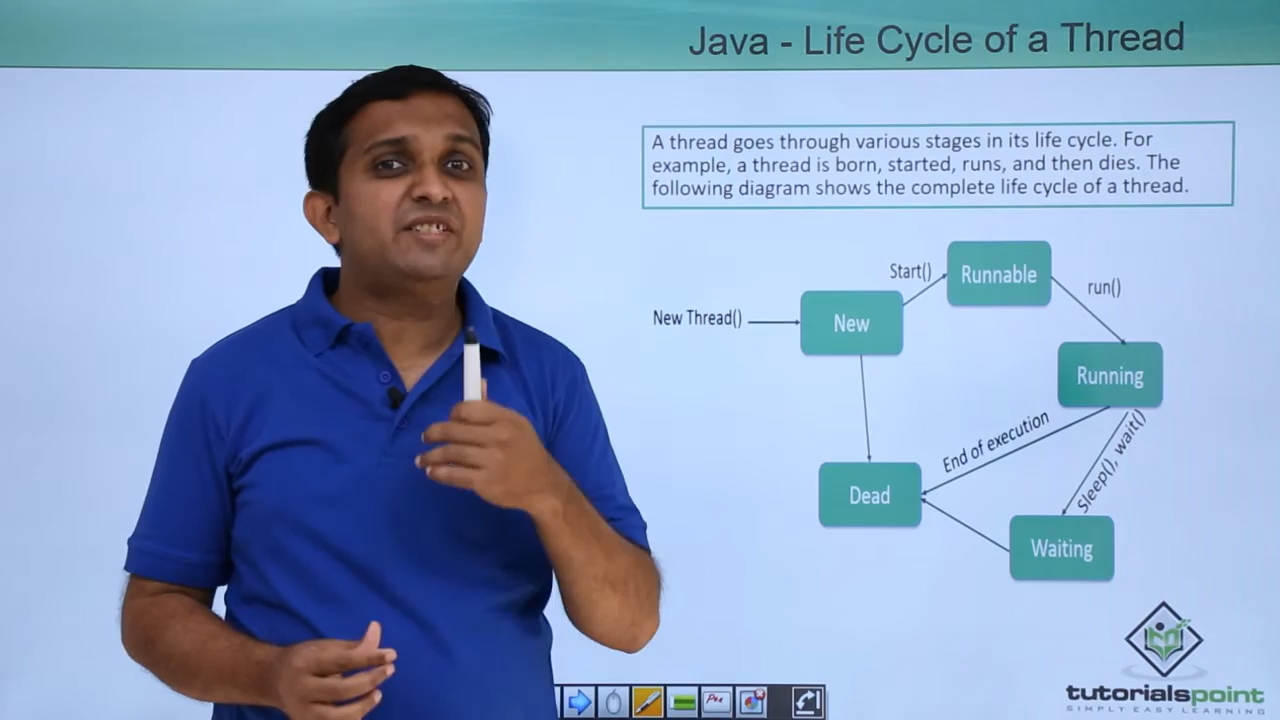 Java - Life Cycle of a Thread
A thread goes through various stages in its life cycle. For
example, a thread is born, started, runs, and then dies. The
following diagram shows the complete life cycle of a thread.
Start()
Runnable
run()
New Thread()
New
Running
End of execution
Sleep(), wait()
Dead
Waiting
tutorialspoint
SIMPLY EASY LEARNING